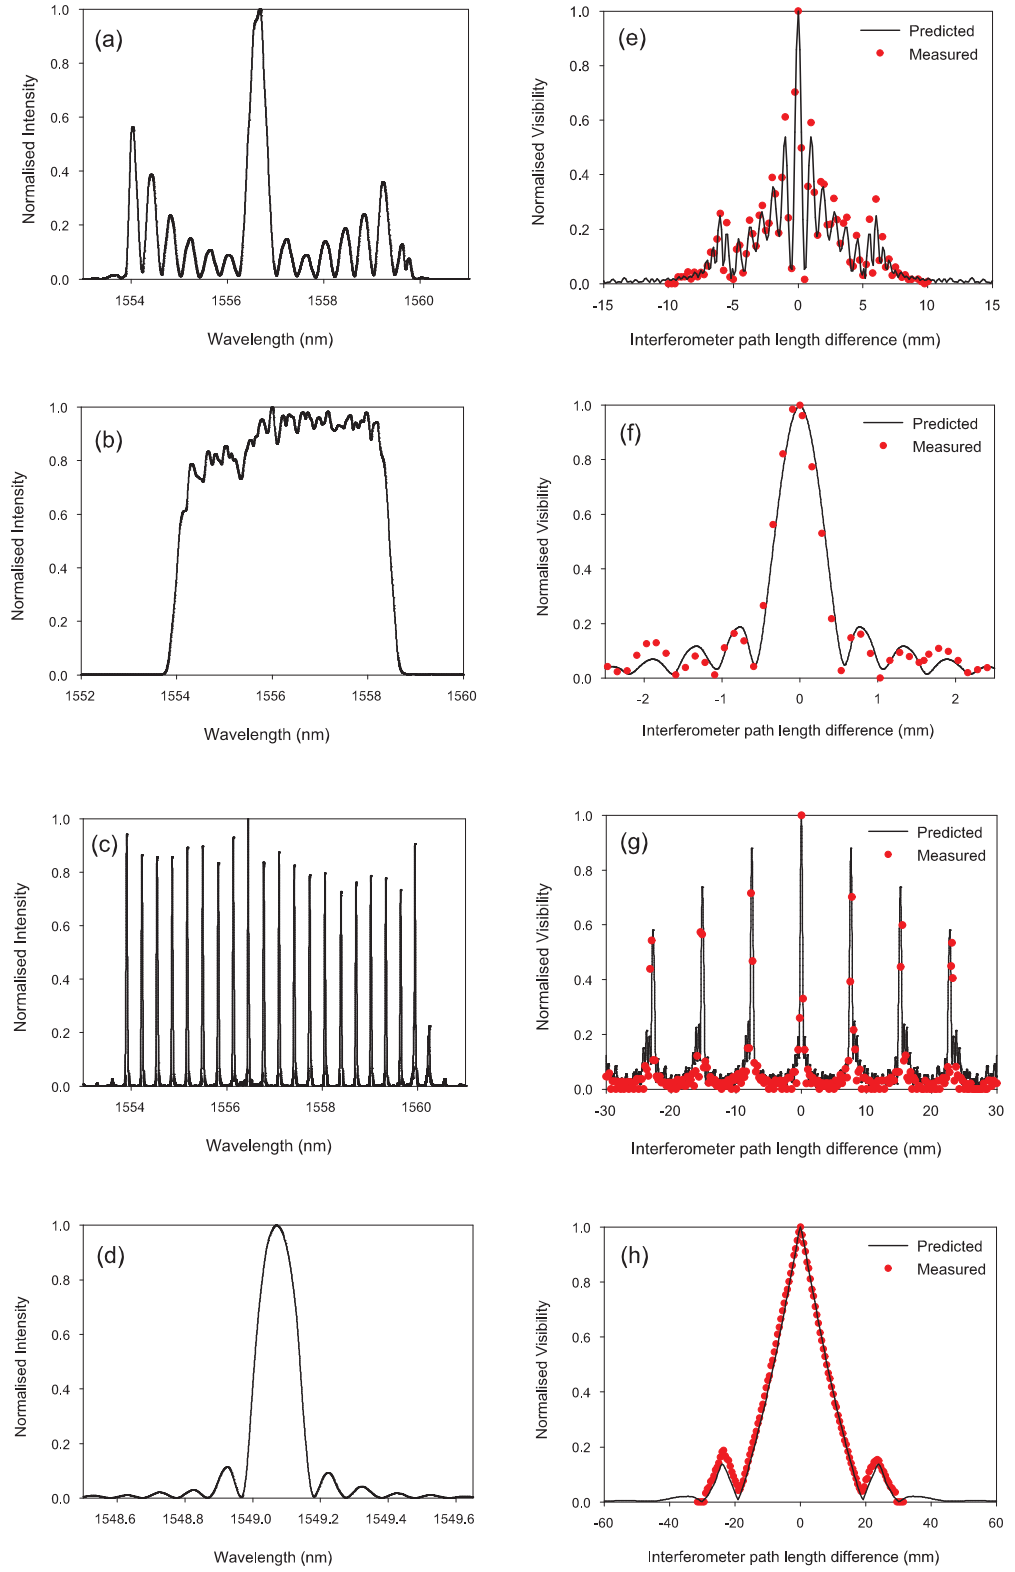 (a)
Normalised Intensity
1.0
0.8
0.6
0.4
0.2
0.0
1554
1556
1558
1560
Wavelength (nm)
(e)
Predicted
Measured
Normalised Visibility
1.0
0.8
0.6
0.4
0.2
0.0
-15
-10
-5
0
5
10
15
Interferometer path length difference (mm)
(b)
Normalised Intensity
1.0
0.8
0.6
0.4
0.2
0.0
1552
1554
1556
1558
1560
Wavelength (nm)
(f)
Predicted
Measured
Normalised Visibility
1.0
0.8
0.6
0.4
0.2
0.0
-2
-1
0
1
2
Interferometer path length difference (mm)
(c)
Normalised Intensity
1.0
0.8
0.6
0.4
0.2
0.0
1554
1556
1558
1560
Wavelength (nm)
(g)
Predicted
Measured
Normalised Visibility
1.0
0.8
0.6
0.4
0.2
0.0
-30
-20
-10
0
10
20
30
Interferometer path length difference (mm)
(d)
Normalised Intensity
1.0
0.8
0.6
0.4
0.2
0.0
1548.6
1548.8
1549.0
1549.2
1549.4
1549.6
Wavelength (nm)
(h)
Predicted
Measured
Normalised Visibility
1.0
0.8
0.6
0.4
0.2
0.0
-60
-40
-20
0
20
40
60
Interferometer path length difference (mm)